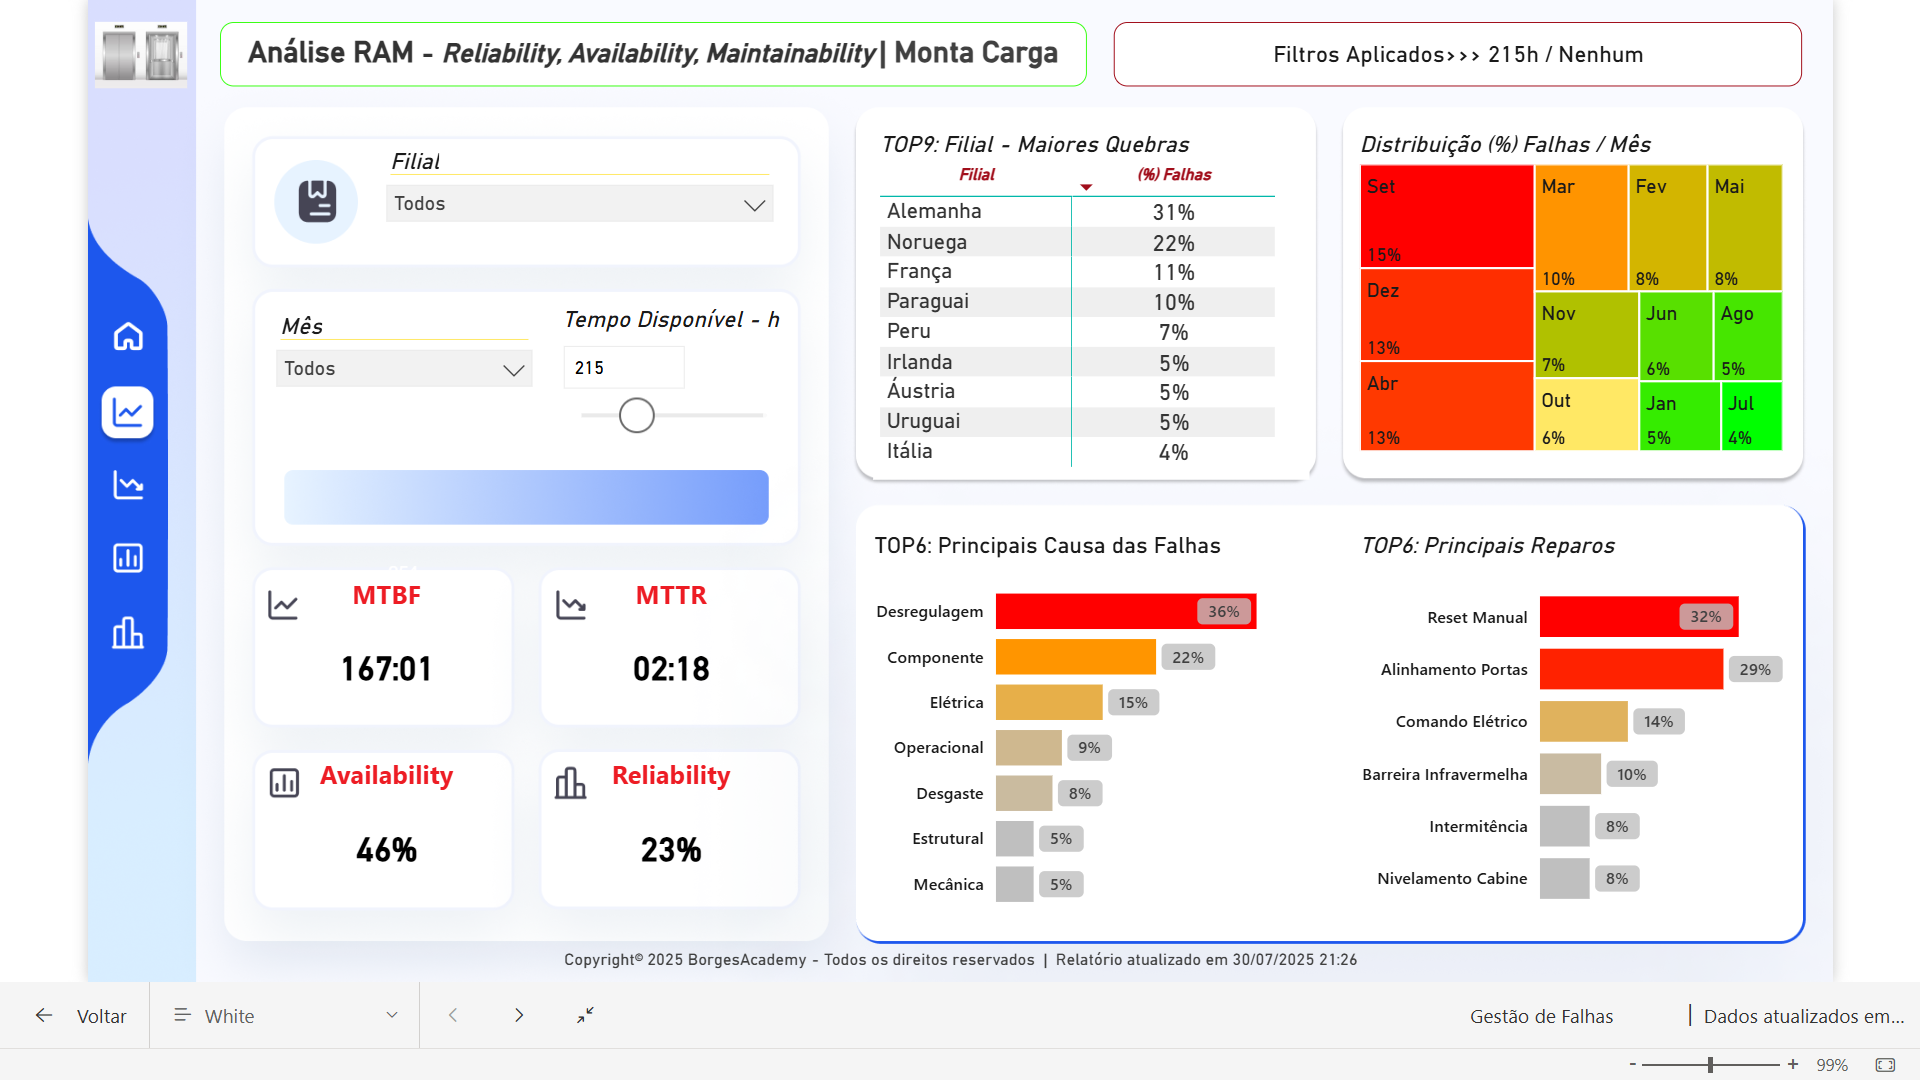 Análise RAM - Reliability, Availability, Maintainability| Monta Carga
Filtros Aplicados>>> 215h / Nenhum
Filial
Todos
Mês
Todos
Tempo Disponível - h
215
MTBF
167:01
MTTR
02:18
Availability
46%
Reliability
23%
TOP9: Filial - Maiores Quebras
Filial (%) Falhas
Alemanha 31%
Noruega 22%
França 11%
Paraguai 10%
Peru 7%
Irlanda 5%
Áustria 5%
Uruguai 5%
Itália 4%
Distribuição (%) Falhas / Mês
Set
15%
Dez
13%
Abr
13%
Mar
10%
Fev
8%
Mai
8%
Nov
7%
Out
6%
Jun
6%
Ago
5%
Jan
5%
Jul
4%
TOP6: Principais Causa das Falhas
Desregulagem 36%
Componente 22%
Elétrica 15%
Operacional 9%
Desgaste 8%
Estrutural 5%
Mecânica 5%
TOP6: Principais Reparos
Reset Manual 32%
Alinhamento Portas 29%
Comando Elétrico 14%
Barreira Infravermelha 10%
Intermitência 8%
Nivelamento Cabine 8%
Copyright© 2025 BorgesAcademy - Todos os direitos reservados | Relatório atualizado em 30/07/2025 21:26
Voltar
White
Gestão de Falhas
Dados atualizados em...
- + 99%